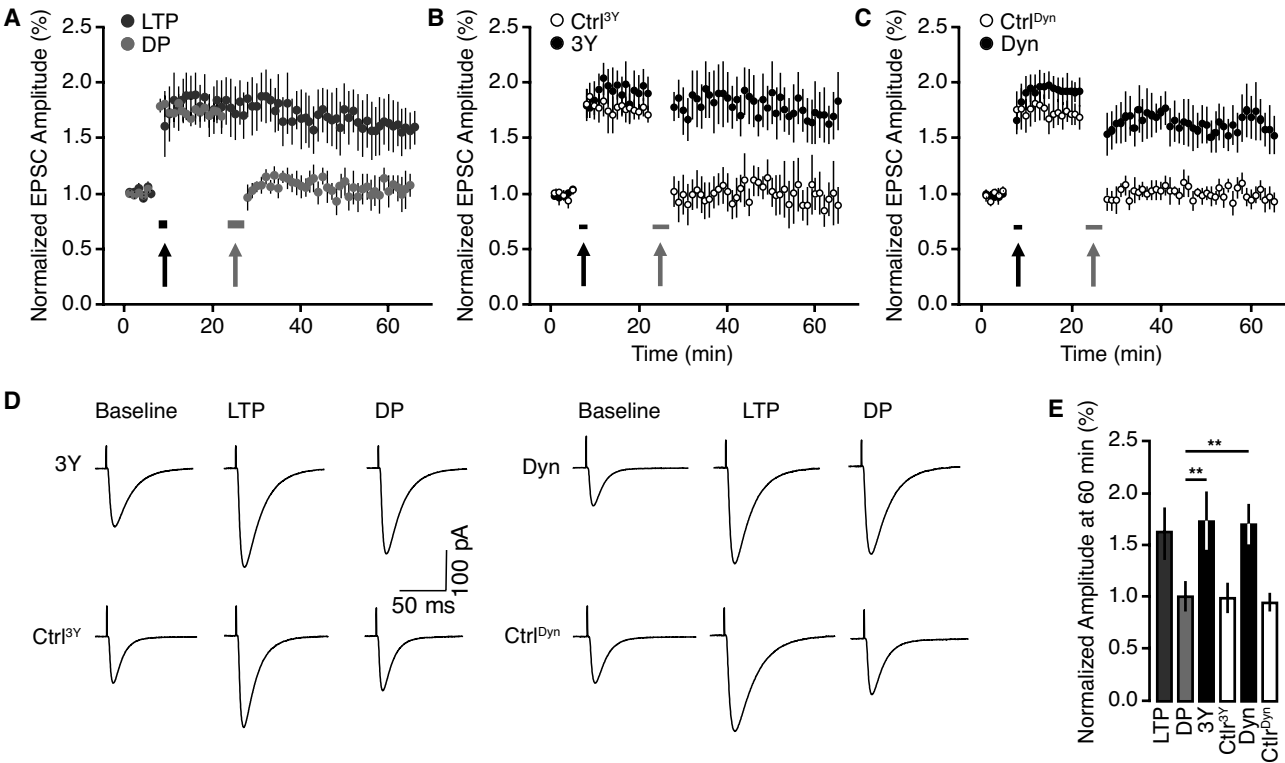 A
Normalized EPSC Amplitude (%)
LTP
DP
2.5
2.0
1.5
1.0
0.5
0.0
0
20
40
60
B
Normalized EPSC Amplitude (%)
Ctrl3Y
3Y
2.5
2.0
1.5
1.0
0.5
0.0
0
20
40
60
Time (min)
C
Normalized EPSC Amplitude (%)
CtrlDyn
Dyn
2.5
2.0
1.5
1.0
0.5
0.0
0
20
40
60
Time (min)
D
Baseline
LTP
DP
3Y
100 pA
50 ms
Ctrl3Y
Baseline
LTP
DP
Dyn
CtrlDyn
E
Normalized Amplitude at 60 min (%)
2.5
2.0
1.5
1.0
0.5
0.0
**
**
LTP
DP
3Y
Ctlr3Y
Dyn
CtlrDyn